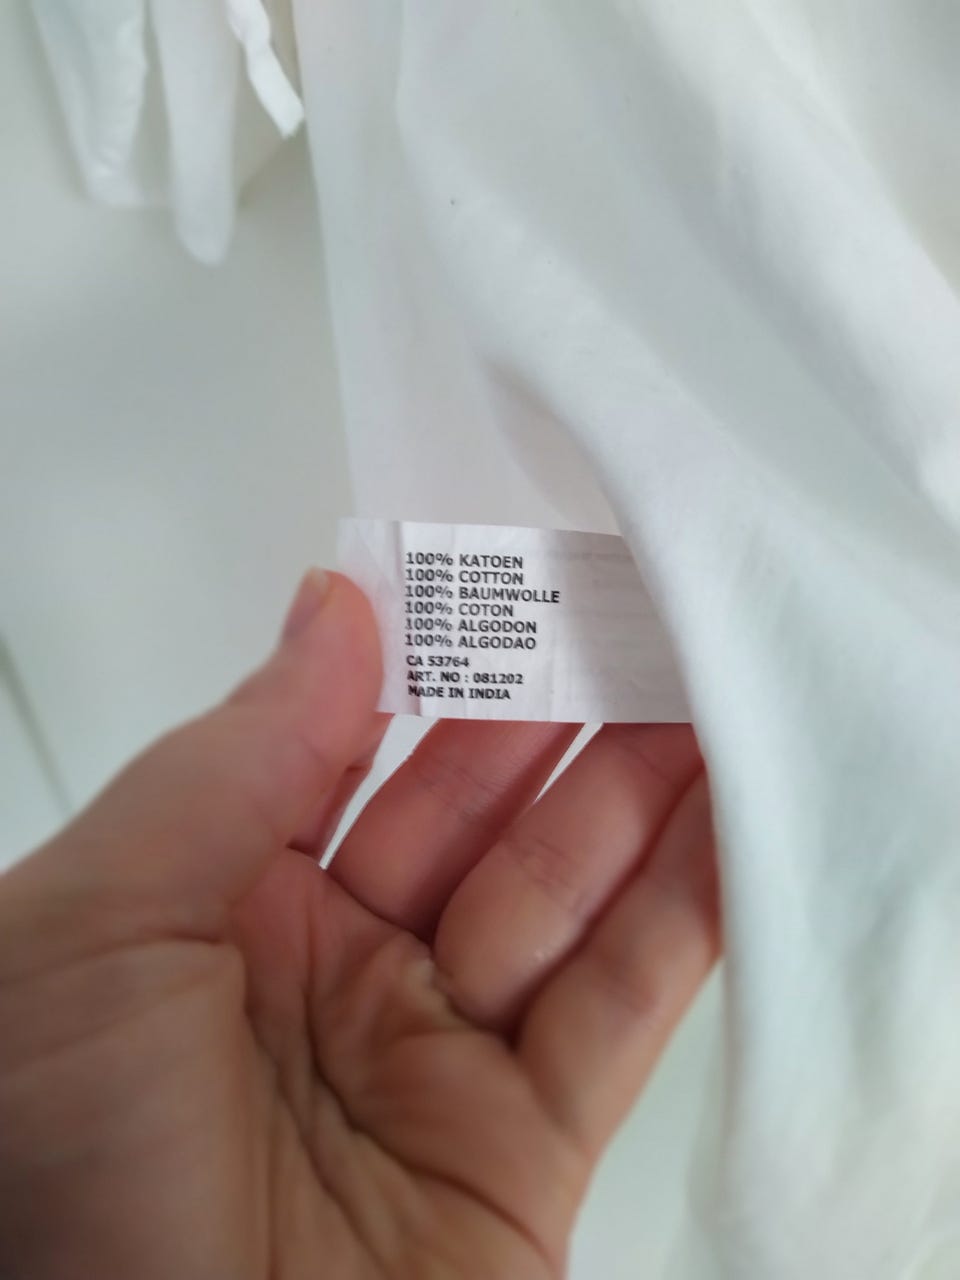 100% KATOEN
100% COTTON
100% BAUMWOLLE
100% COTON
100% ALGODON
100% ALGODAO
CA 53764
ART. NO : 081202
MADE IN INDIA